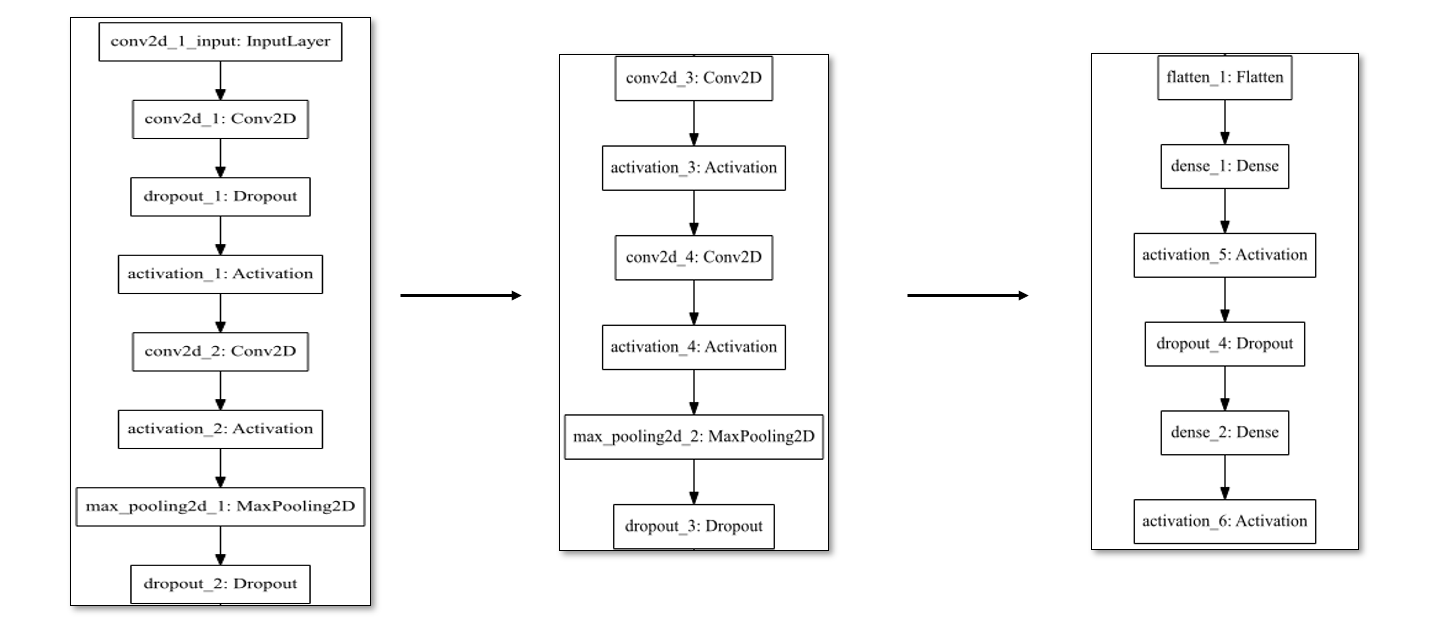 conv2d_1_input: InputLayer
conv2d_1: Conv2D
dropout_1: Dropout
activation_1: Activation
conv2d_2: Conv2D
activation_2: Activation
max_pooling2d_1: MaxPooling2D
dropout_2: Dropout
conv2d_3: Conv2D
activation_3: Activation
conv2d_4: Conv2D
activation_4: Activation
max_pooling2d_2: MaxPooling2D
dropout_3: Dropout
flatten_1: Flatten
dense_1: Dense
activation_5: Activation
dropout_4: Dropout
dense_2: Dense
activation_6: Activation